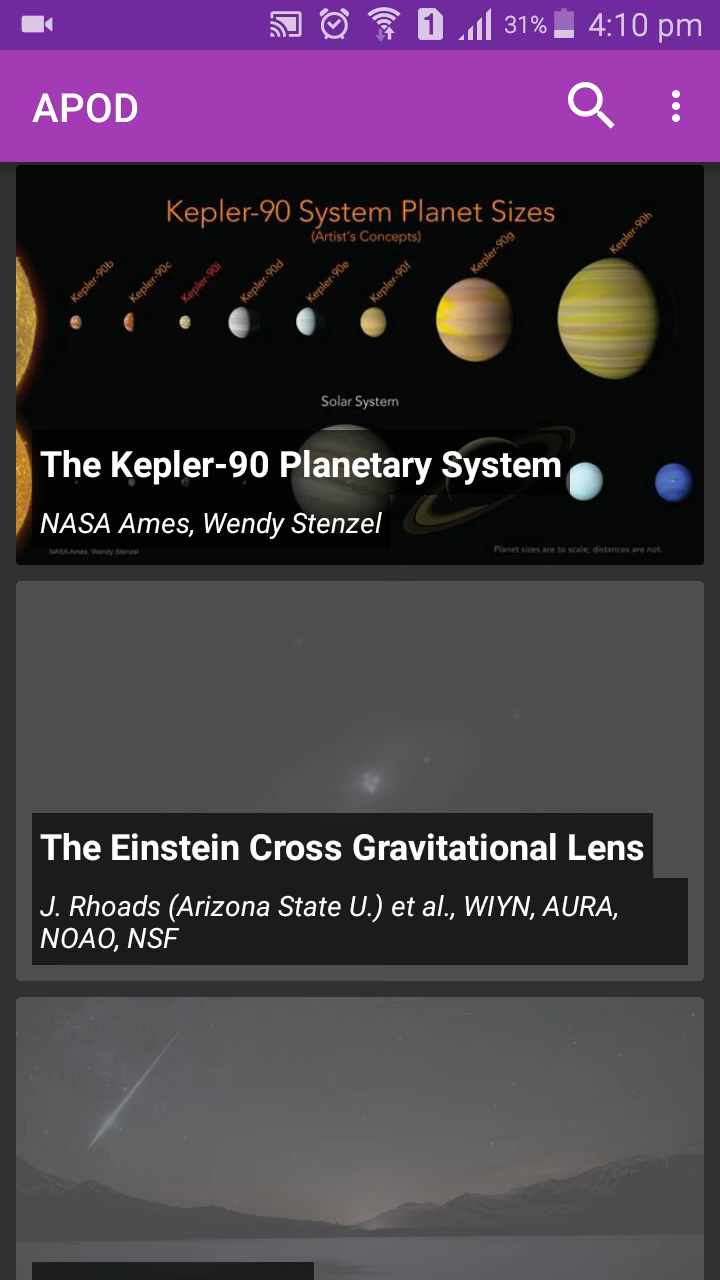 1 31% 4:10 pm
APOD
Kepler-90 System Planet Sizes
(Artist's Concepts)
Kepler-90b Kepler-90c Kepler-90i Kepler-90d Kepler-90e Kepler-90f Kepler-90g Kepler-90h
Solar System
The Kepler-90 Planetary System
NASA Ames, Wendy Stenzel
NASA Ames, Wendy Stenzel
Planet sizes are to scale; distances are not.
The Einstein Cross Gravitational Lens
J. Rhoads (Arizona State U.) et al., WIYN, AURA,
NOAO, NSF